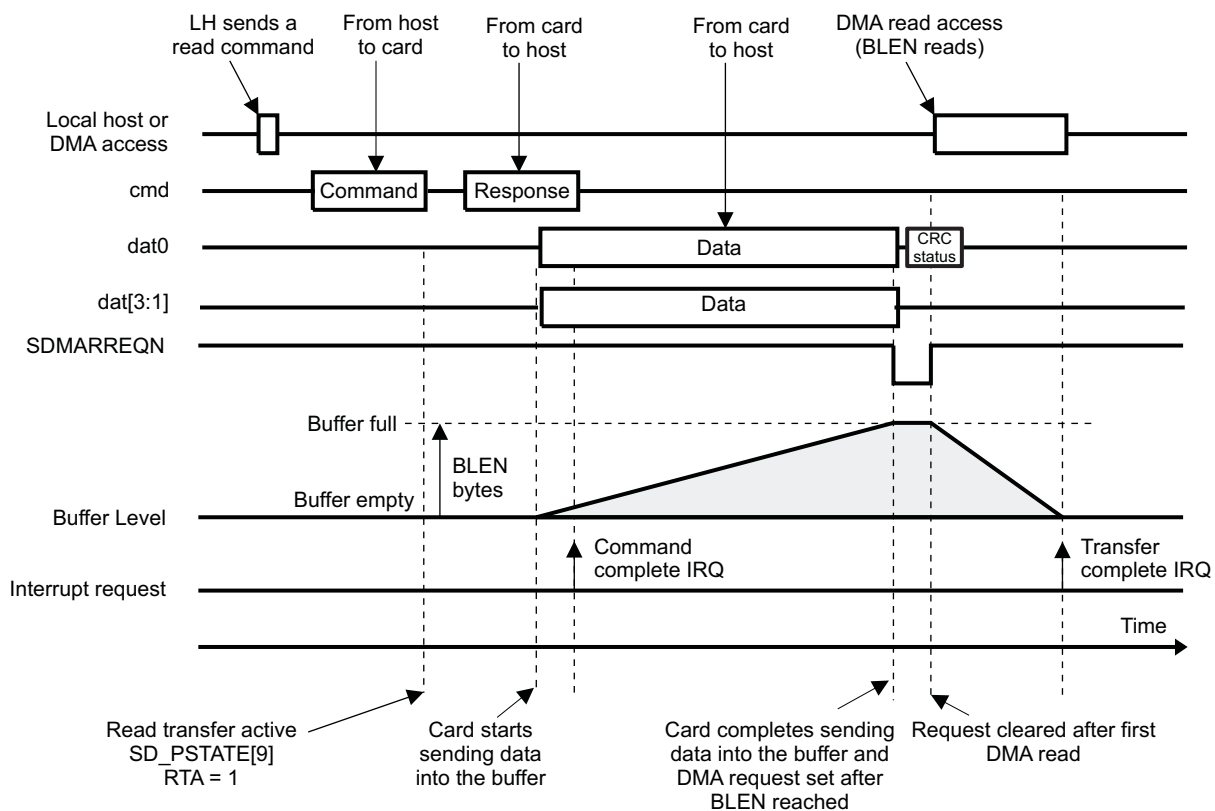 LH sends a
read command
From host
to card
From card
to host
From card
to host
DMA read access
(BLEN reads)
Local host or
DMA access
cmd
Command
Response
dat0
Data
CRC
status
dat[3:1]
Data
SDMARREQN
Buffer full
BLEN
bytes
Buffer empty
Buffer Level
Command
complete IRQ
Transfer
complete IRQ
Interrupt request
Time
Read transfer active
SD_PSTATE[9]
RTA = 1
Card starts
sending data
into the buffer
Card completes sending
data into the buffer and
DMA request set after
BLEN reached
Request cleared after first
DMA read